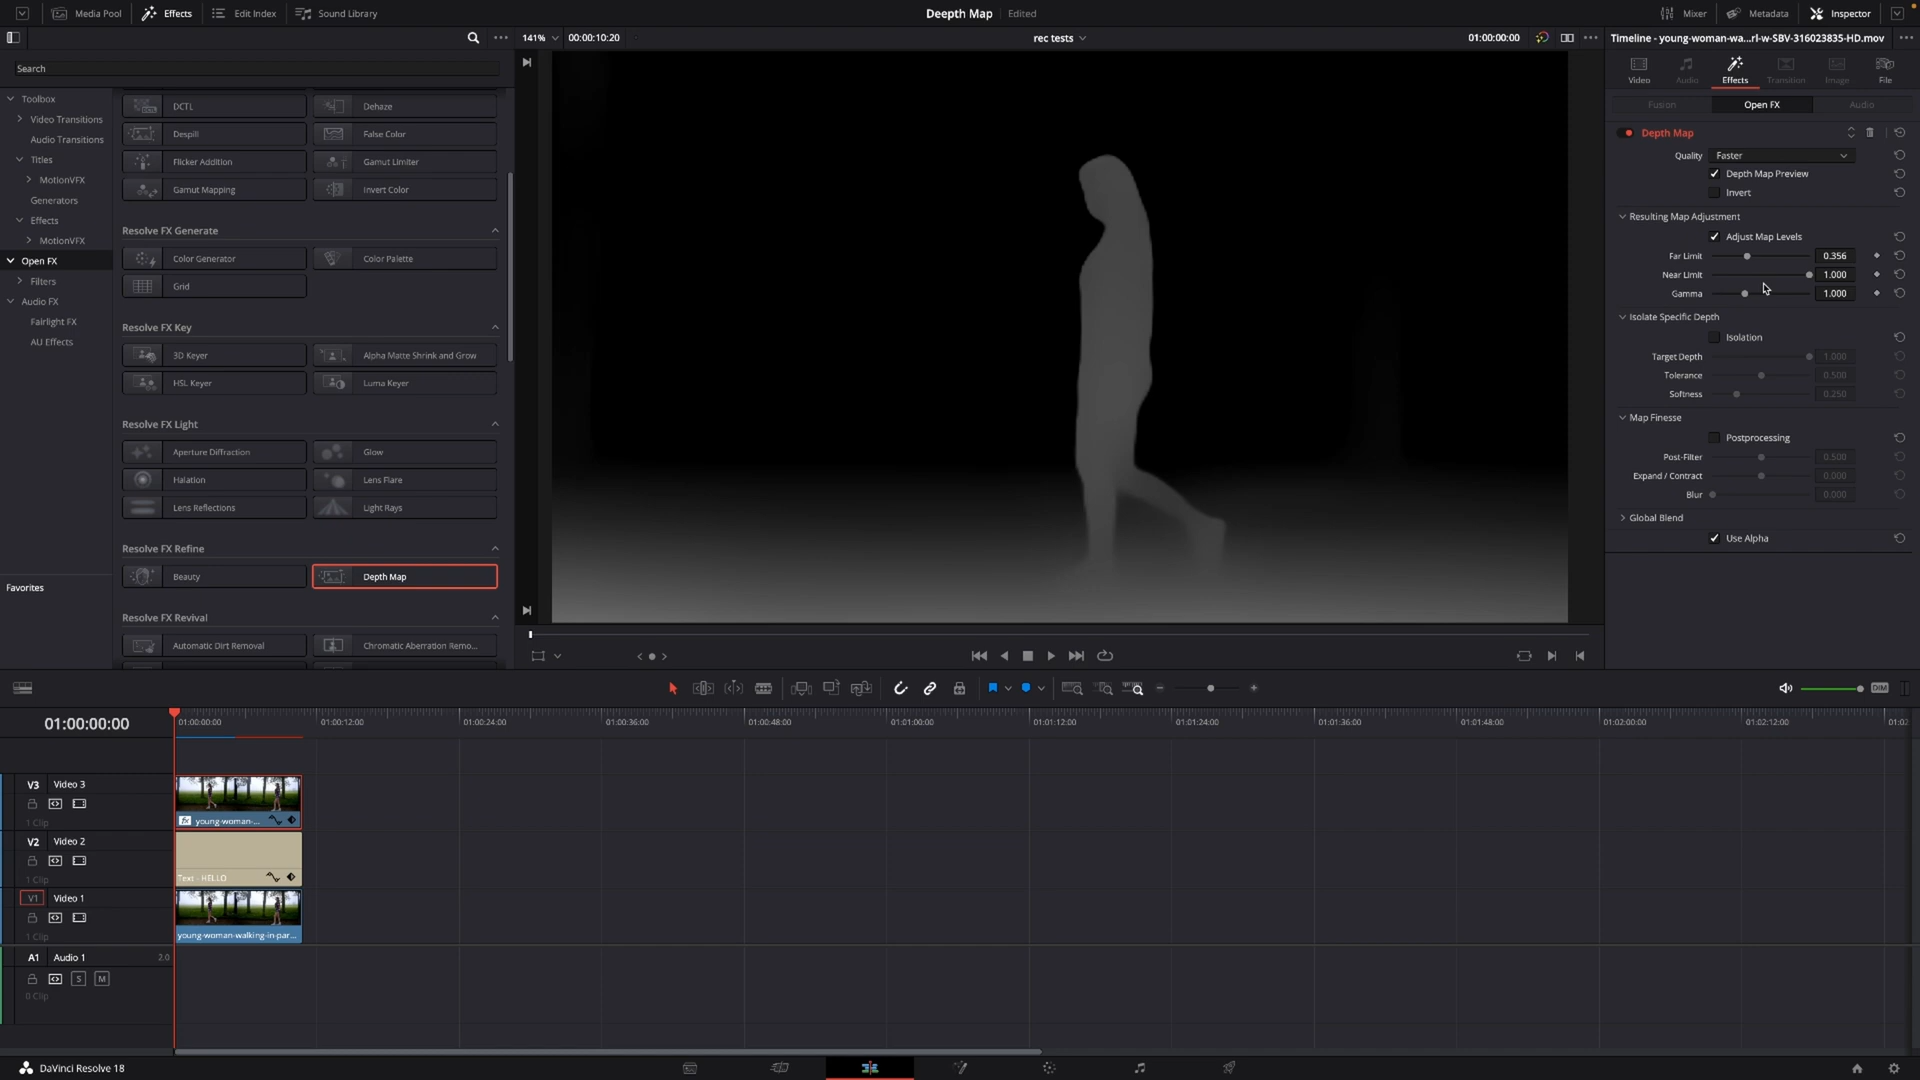 Media Pool
Effects
Edit Index
Sound Library
Deepth Map
Edited
Mixer
Metadata
Inspector
141%
00:00:10:20
rec tests
01:00:00:00
Timeline - young-woman-wa...rl-w-SBV-316023835-HD.mov
Search
Video
Audio
Effects
Transition
Image
File
Fusion
Open FX
Audio
Toolbox
Video Transitions
Audio Transitions
Titles
MotionVFX
Generators
Effects
MotionVFX
Open FX
Filters
Audio FX
Fairlight FX
AU Effects
Favorites
DCTL
Dehaze
Despill
False Color
Flicker Addition
Gamut Limiter
Gamut Mapping
Invert Color
Resolve FX Generate
Color Generator
Color Palette
Grid
Resolve FX Key
3D Keyer
Alpha Matte Shrink and Grow
HSL Keyer
Luma Keyer
Resolve FX Light
Aperture Diffraction
Glow
Halation
Lens Flare
Lens Reflections
Light Rays
Resolve FX Refine
Beauty
Depth Map
Resolve FX Revival
Automatic Dirt Removal
Chromatic Aberration Remo...
Depth Map
Quality Faster
Depth Map Preview
Invert
Resulting Map Adjustment
Adjust Map Levels
Far Limit 0.356
Near Limit 1.000
Gamma 1.000
Isolate Specific Depth
Isolation
Target Depth 1.000
Tolerance 0.500
Softness 0.250
Map Finesse
Postprocessing
Post-Filter 0.500
Expand / Contract 0.000
Blur 0.000
Global Blend
Use Alpha
DIM
01:00:00:00
01:00:00:00
01:00:12:00
01:00:24:00
01:00:36:00
01:00:48:00
01:01:00:00
01:01:12:00
01:01:24:00
01:01:36:00
01:01:48:00
01:02:00:00
01:02:12:00
V3 Video 3
1 Clip
fx young-woman-...
V2 Video 2
1 Clip
Text - HELLO
V1 Video 1
1 Clip
young-woman-walking-in-par...
A1 Audio 1 2.0
S M
0 Clip
DaVinci Resolve 18